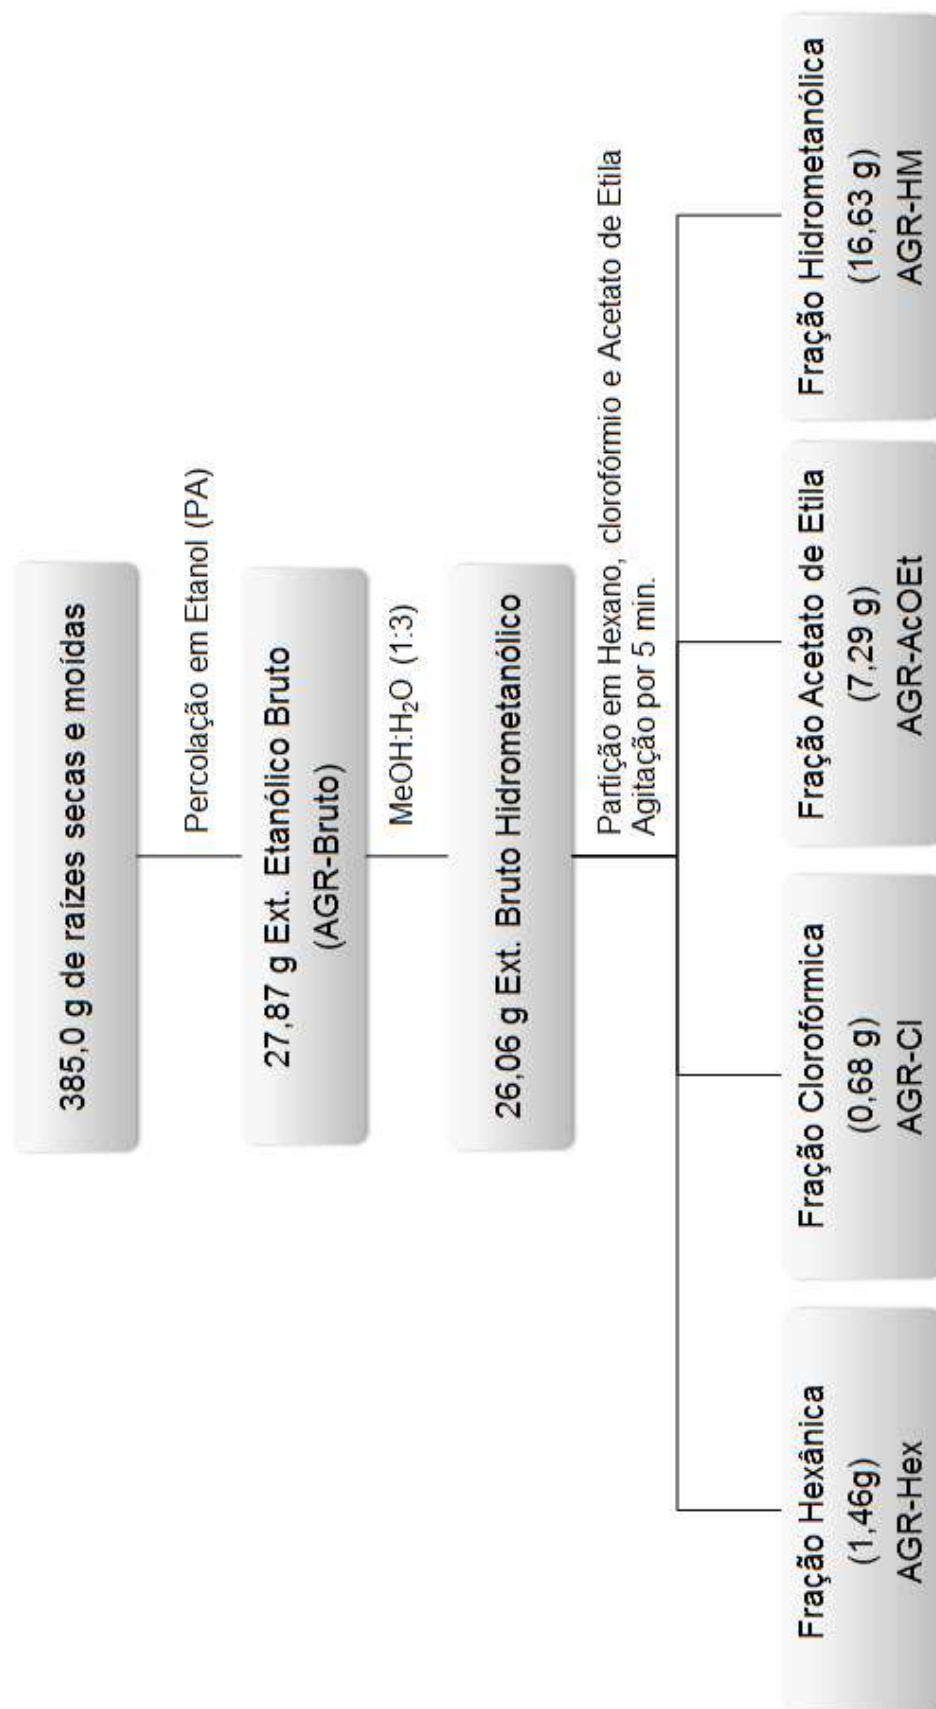 385,0 g de raízes secas e moídas
Percolação em Etanol (PA)
27,87 g Ext. Etanólico Bruto
(AGR-Bruto)
MeOH:H₂O (1:3)
26,06 g Ext. Bruto Hidrometanólico
Partição em Hexano, clorofórmio e Acetato de Etila
Agitação por 5 min.
Fração Hexânica
(1,46g)
AGR-Hex
Fração Clorofórmica
(0,68 g)
AGR-Cl
Fração Acetato de Etila
(7,29 g)
AGR-AcOEt
Fração Hidrometanólica
(16,63 g)
AGR-HM